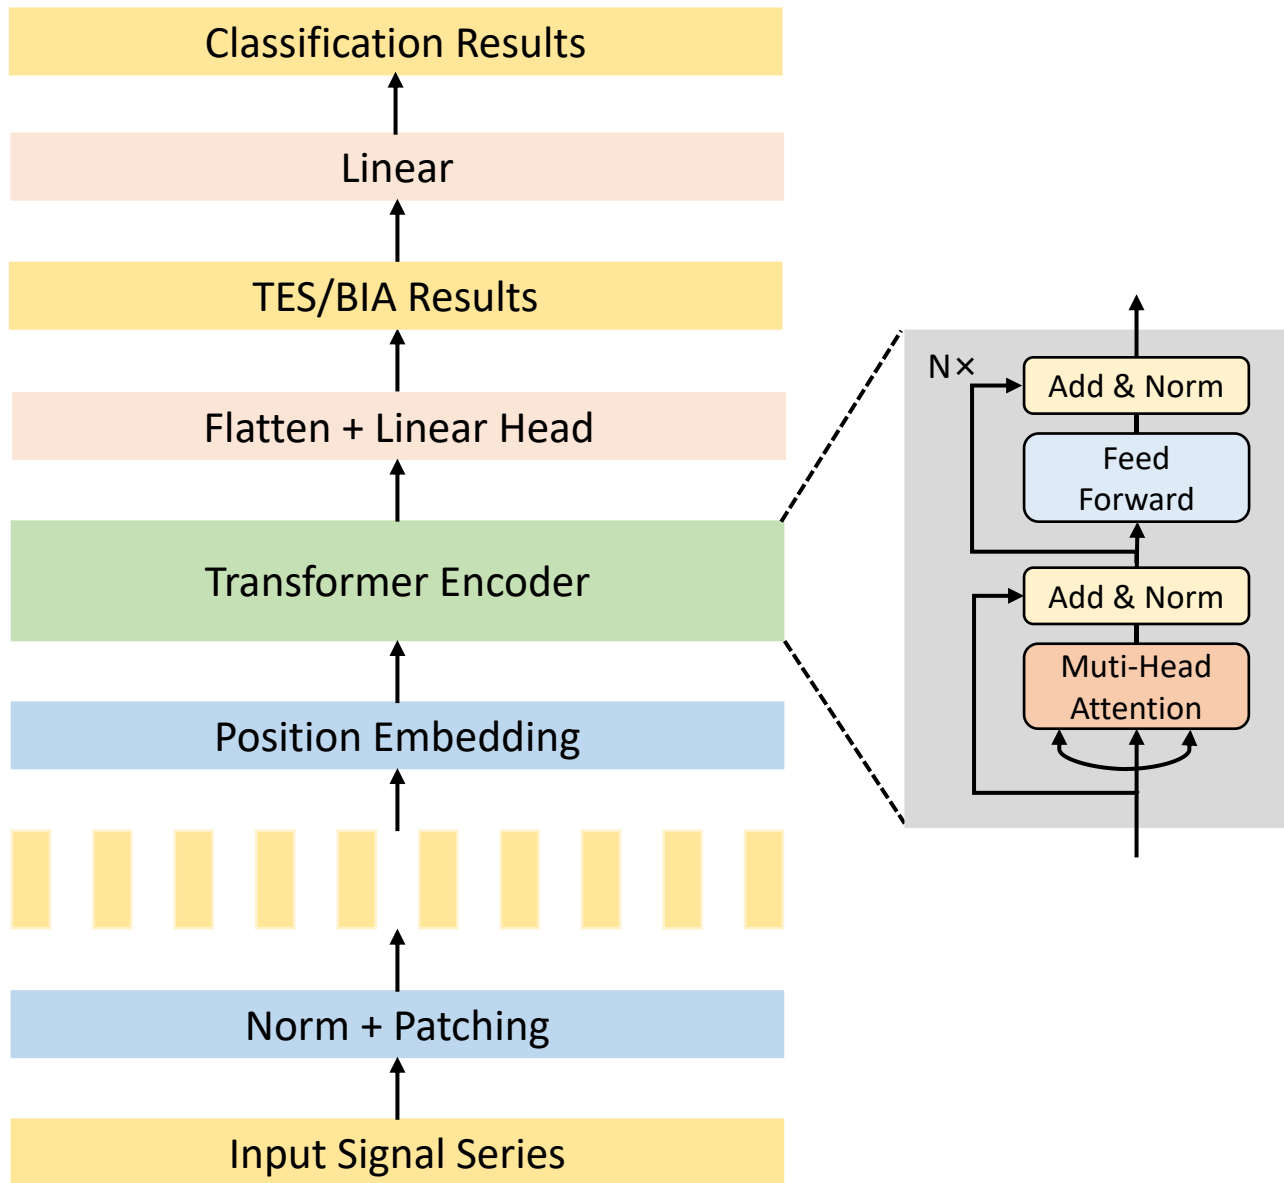 Classification Results
Linear
TES/BIA Results
Flatten + Linear Head
Transformer Encoder
Position Embedding
Norm + Patching
Input Signal Series
N×
Add & Norm
Feed
Forward
Add & Norm
Muti-Head
Attention